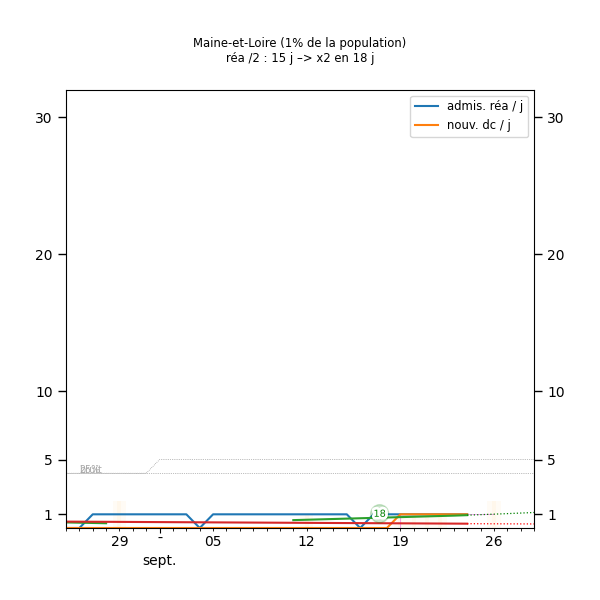 Maine-et-Loire (1% de la population)
réa /2 : 15 j –> x2 en 18 j
admis. réa / j
nouv. dc / j
30 30
20 20
10 10
5 5
25%
18
1 1
29 - 05 12 19 26
sept.